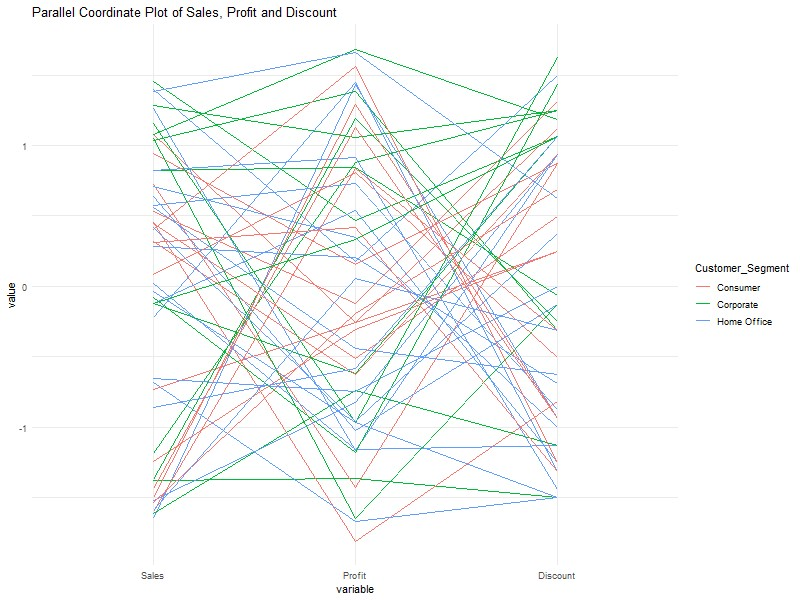 Parallel Coordinate Plot of Sales, Profit and Discount
1
0
-1
value
Sales
Profit
Discount
variable
Customer_Segment
Consumer
Corporate
Home Office